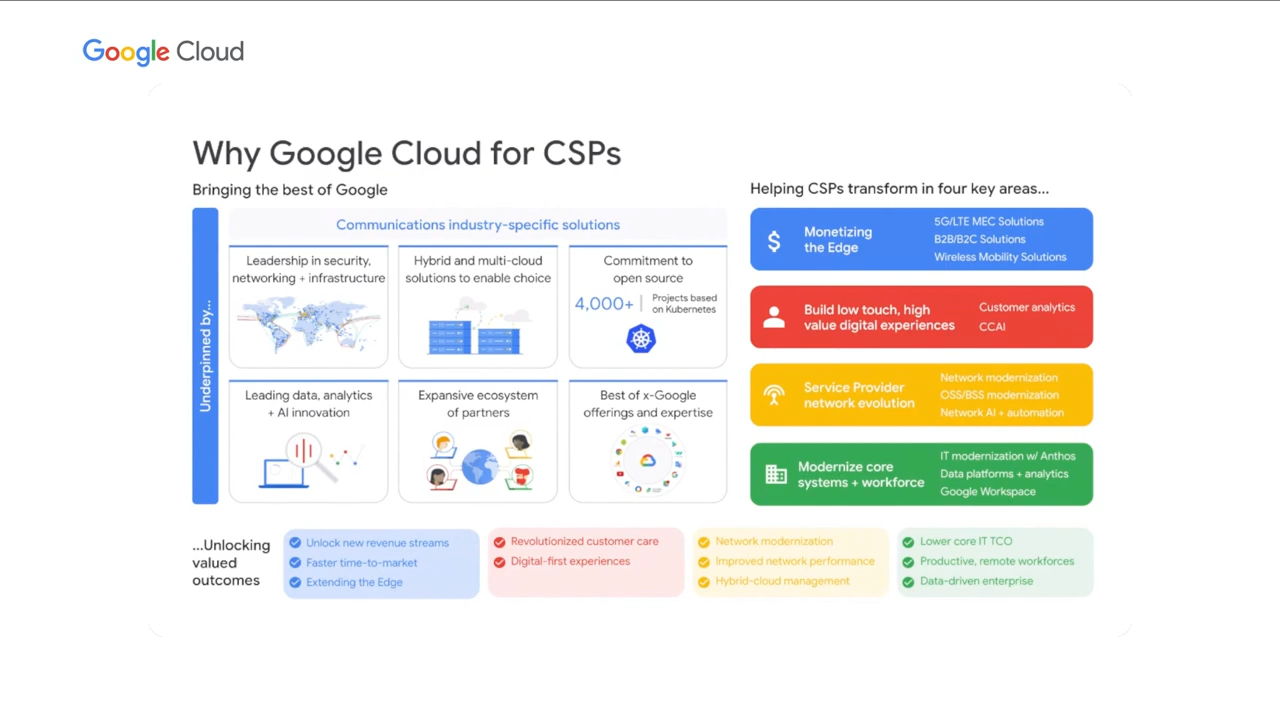 Google Cloud
Why Google Cloud for CSPs
Bringing the best of Google
Underpinned by...
Communications industry-specific solutions
Leadership in security,
networking + infrastructure
Hybrid and multi-cloud
solutions to enable choice
Commitment to
open source
4,000+
Projects based
on Kubernetes
Leading data, analytics
+ AI innovation
Expansive ecosystem
of partners
Best of x-Google
offerings and expertise
Helping CSPs transform in four key areas...
Monetizing
the Edge
5G/LTE MEC Solutions
B2B/B2C Solutions
Wireless Mobility Solutions
Build low touch, high
value digital experiences
Customer analytics
CCAI
Service Provider
network evolution
Network modernization
OSS/BSS modernization
Network AI + automation
Modernize core
systems + workforce
IT modernization w/ Anthos
Data platforms + analytics
Google Workspace
...Unlocking
valued
outcomes
Unlock new revenue streams
Faster time-to-market
Extending the Edge
Revolutionized customer care
Digital-first experiences
Network modernization
Improved network performance
Hybrid-cloud management
Lower core IT TCO
Productive, remote workforces
Data-driven enterprise